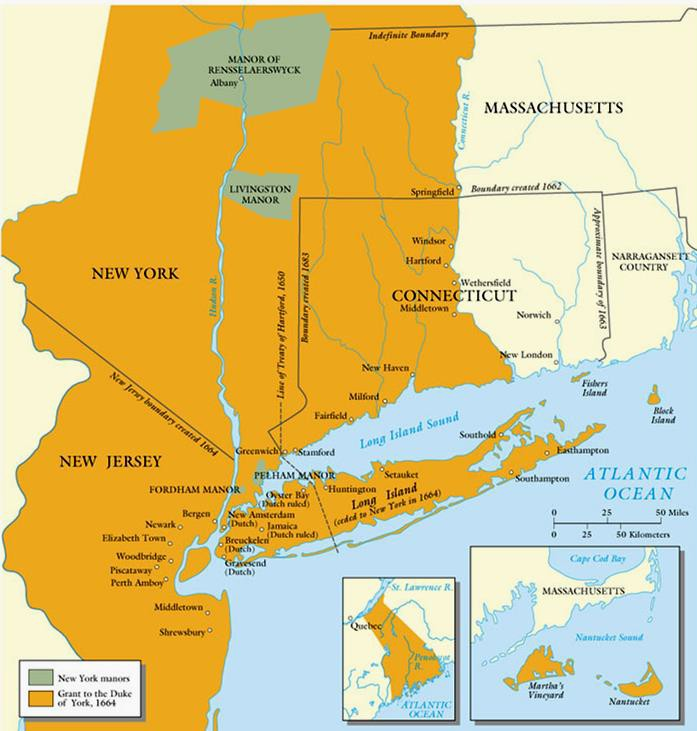 Indefinite Boundary
MANOR OF
RENSSELAERSWYCK
Albany
MASSACHUSETTS
Connecticut R.
Springfield
Boundary created 1662
LIVINGSTON
MANOR
Windsor
Hartford
Wethersfield
CONNECTICUT
Middletown
Approximate boundary of 1663
NARRAGANSETT
COUNTRY
NEW YORK
Hudson R.
Line of Treaty of Hartford, 1650
Boundary created 1683
Norwich
New London
New Haven
Milford
Fairfield
Fishers
Island
Block
Island
New Jersey boundary created 1664
Long Island Sound
Greenwich
Stamford
Southold
Easthampton
Southampton
NEW JERSEY
PELHAM MANOR
Setauket
FORDHAM MANOR
Oyster Bay
(Dutch ruled)
Huntington
Long Island
(ceded to New York in 1664)
ATLANTIC
OCEAN
Bergen
New Amsterdam
(Dutch)
Newark
Jamaica
(Dutch ruled)
Elizabeth Town
Breuckelen
(Dutch)
Woodbridge
Gravesend
(Dutch)
Piscataway
Perth Amboy
Middletown
Shrewsbury
0 25 50 Miles
0 25 50 Kilometers
St. Lawrence R.
Quebec
Penobscot
R.
ATLANTIC
OCEAN
Cape Cod Bay
MASSACHUSETTS
Nantucket Sound
Martha's
Vineyard
Nantucket
New York manors
Grant to the Duke
of York, 1664